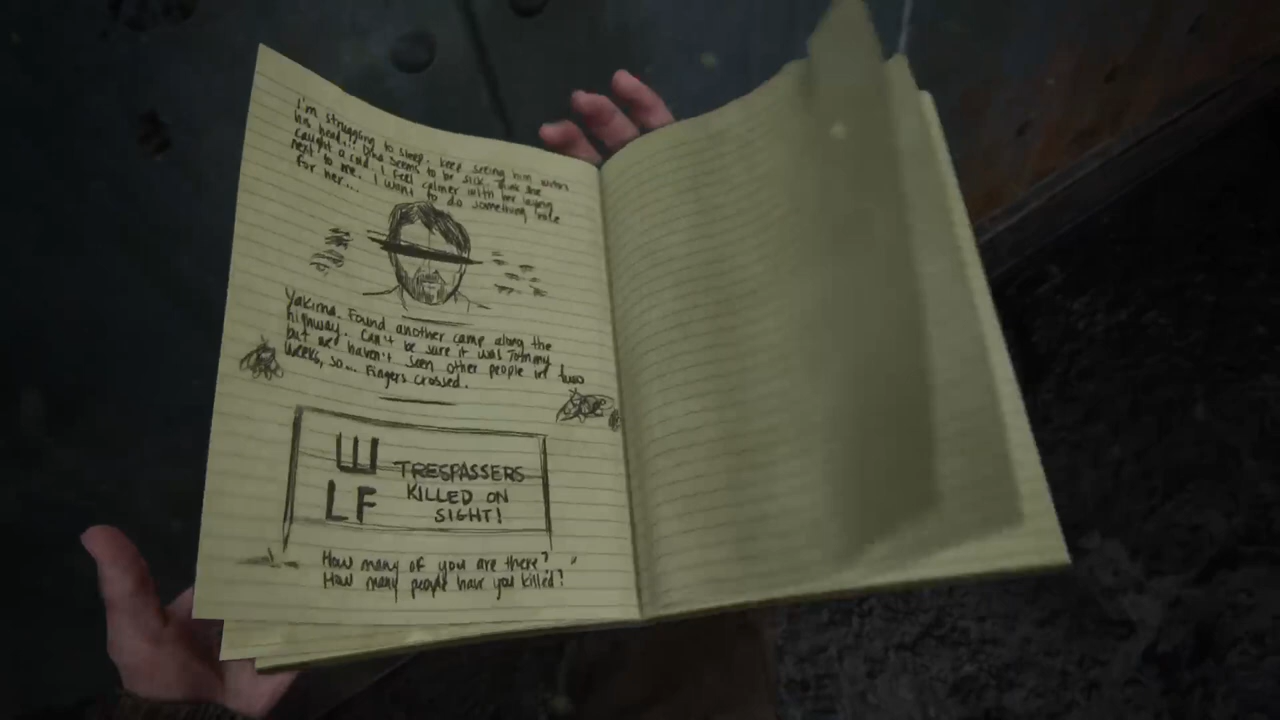 I'm struggling to sleep. Keep seeing him with
his head... Dina seems to be sick. Think she
caught a cold. I feel calmer with her laying
next to me. I want to do something nice
for her...
Yakima. Found another camp along the
highway. Can't be sure it was Tommy
but we haven't seen other people in two
weeks, so... Fingers crossed.
W TRESPASSERS
LF KILLED ON
SIGHT!
How many of you are there?
How many people have you killed?